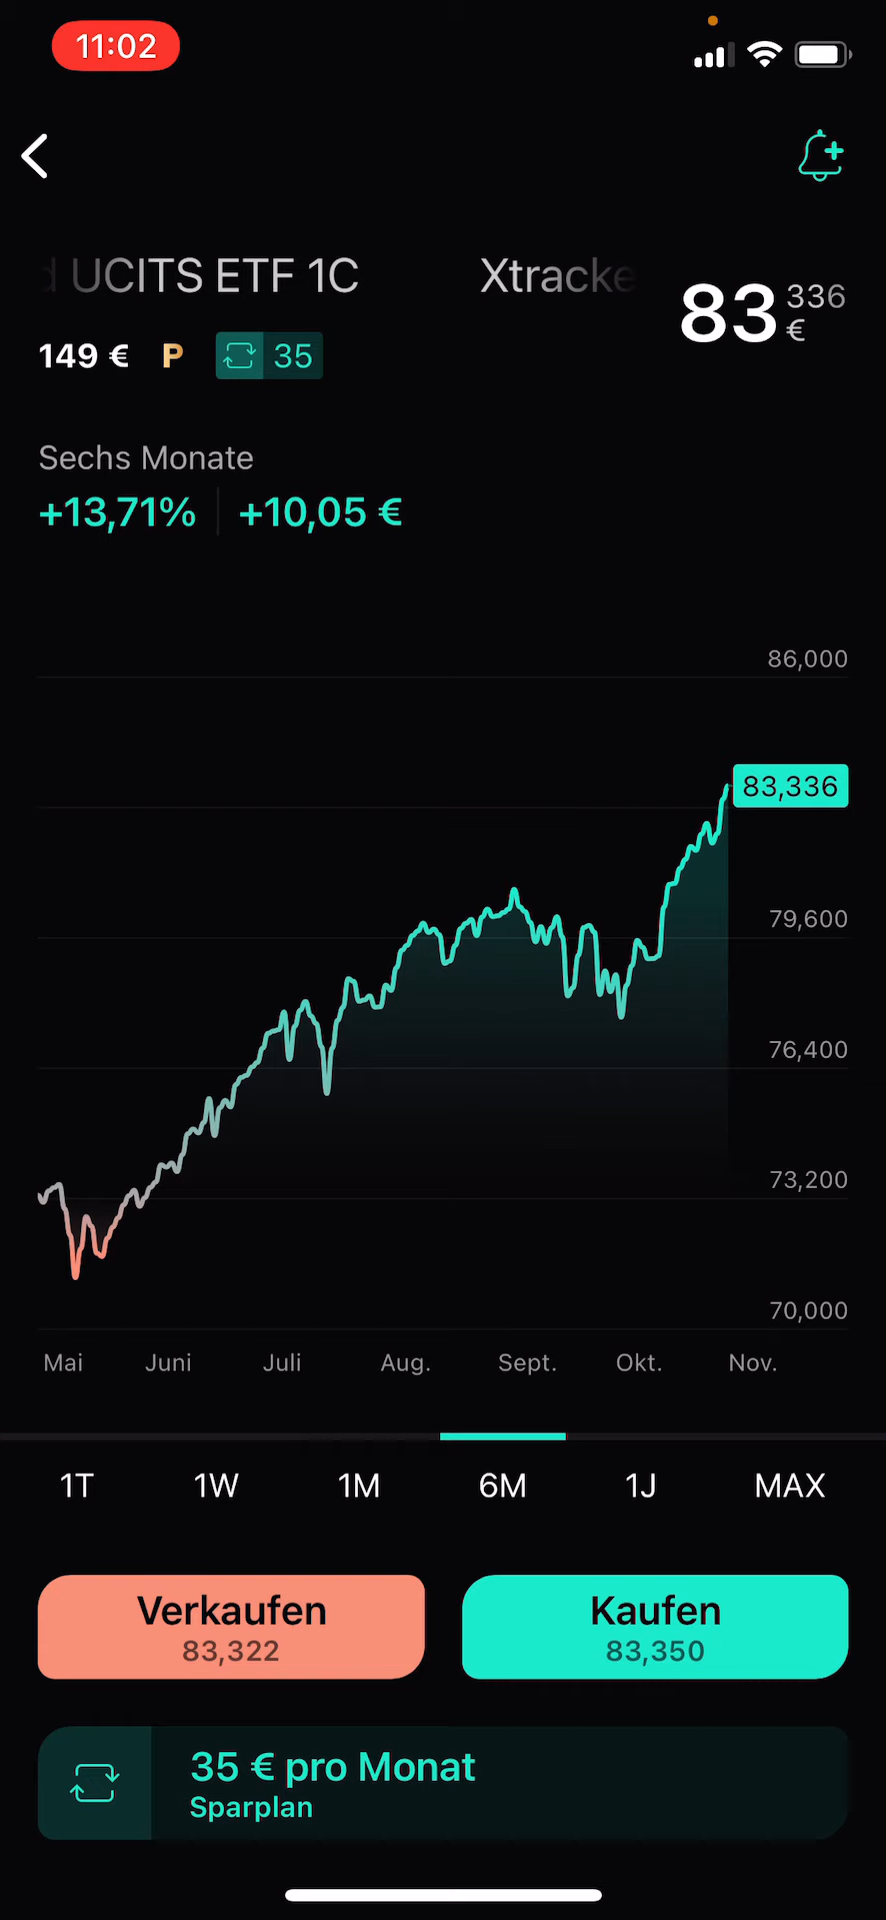 11:02
UCITS ETF 1C Xtracke
83 336 €
149 € P 35
Sechs Monate
+13,71% +10,05 €
86,000
83,336
79,600
76,400
73,200
70,000
Mai Juni Juli Aug. Sept. Okt. Nov.
1T 1W 1M 6M 1J MAX
Verkaufen Kaufen
83,322 83,350
35 € pro Monat
Sparplan